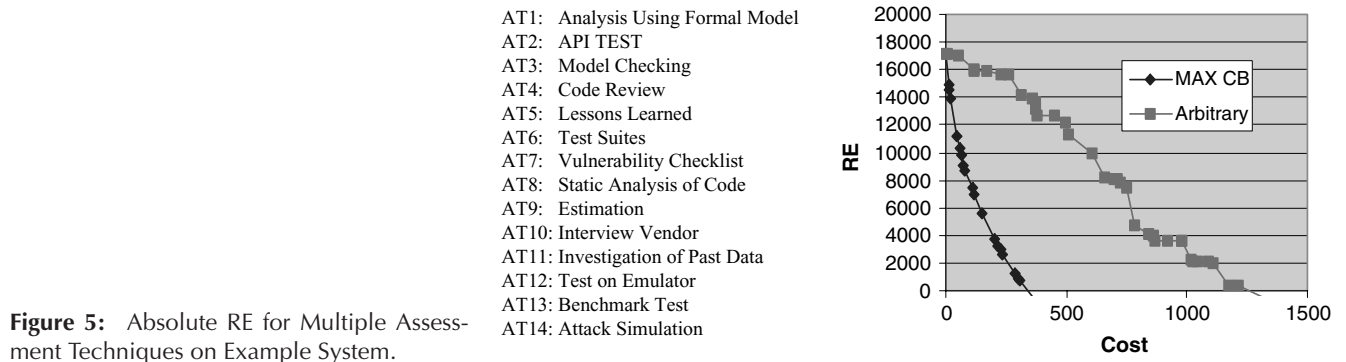 AT1: Analysis Using Formal Model
AT2: API TEST
AT3: Model Checking
AT4: Code Review
AT5: Lessons Learned
AT6: Test Suites
AT7: Vulnerability Checklist
AT8: Static Analysis of Code
AT9: Estimation
AT10: Interview Vendor
AT11: Investigation of Past Data
AT12: Test on Emulator
AT13: Benchmark Test
AT14: Attack Simulation
Figure 5: Absolute RE for Multiple Assess-
ment Techniques on Example System.
20000
18000
16000
14000
12000
10000
8000
6000
4000
2000
0
RE
MAX CB
Arbitrary
0 500 1000 1500
Cost